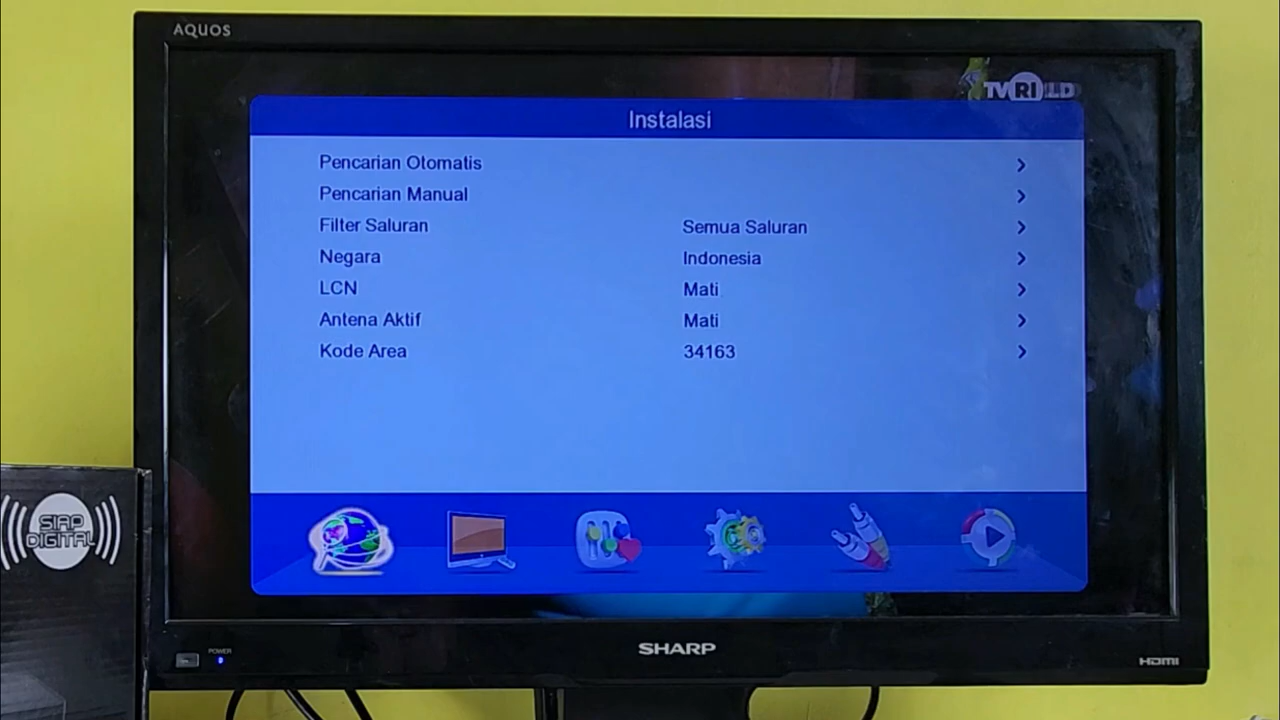 AQUOS
TVRI
Instalasi
Pencarian Otomatis
Pencarian Manual
Filter Saluran Semua Saluran
Negara Indonesia
LCN Mati
Antena Aktif Mati
Kode Area 34163
SIAP
DIGITAL
POWER
SHARP
HDMI